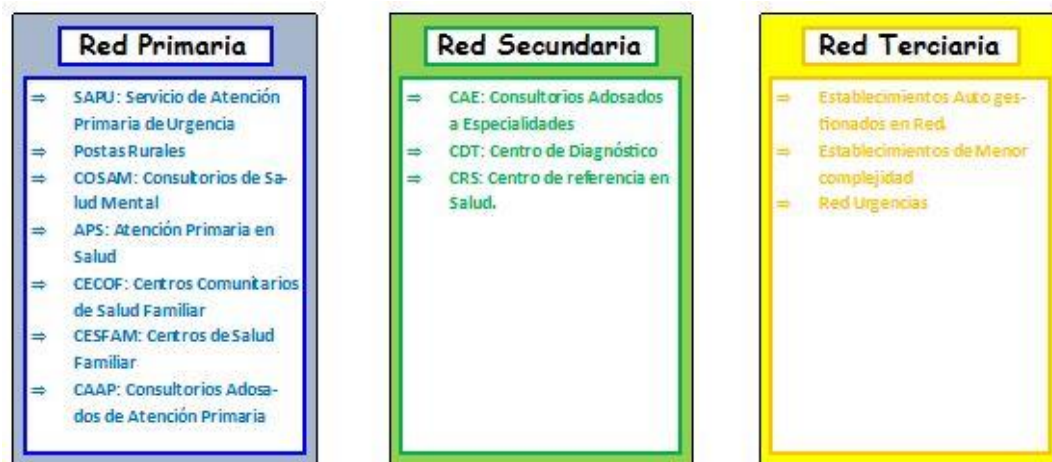 Red Primaria
⇒ SAPU: Servicio de Atención
Primaria de Urgencia
⇒ Postas Rurales
⇒ COSAM: Consultorios de Sa-
lud Mental
⇒ APS: Atención Primaria en
Salud
⇒ CECOF: Centros Comunitarios
de Salud Familiar
⇒ CESFAM: Centros de Salud
Familiar
⇒ CAAP: Consultorios Adosa-
dos de Atención Primaria
Red Secundaria
⇒ CAE: Consultorios Adosados
a Especialidades
⇒ CDT: Centro de Diagnóstico
⇒ CRS: Centro de referencia en
Salud.
Red Terciaria
⇒ Establecimientos Auto ges-
tionados en Red.
⇒ Establecimientos de Menor
complejidad
⇒ Red Urgencias